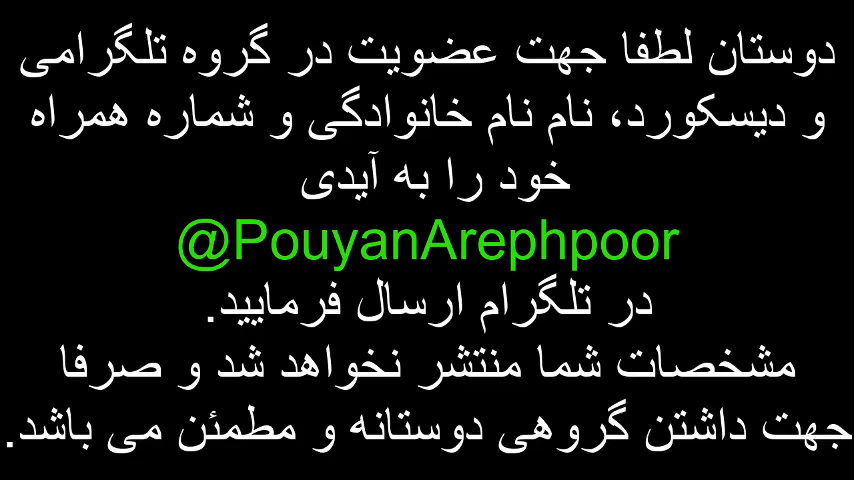 دوستان لطفا جهت عضویت در گروه تلگرامی
و دیسکورد، نام نام خانوادگی و شماره همراه
خود را به آیدی
@PouyanArephpoor
در تلگرام ارسال فرمایید.
مشخصات شما منتشر نخواهد شد و صرفا
جهت داشتن گروهی دوستانه و مطمئن می باشد.